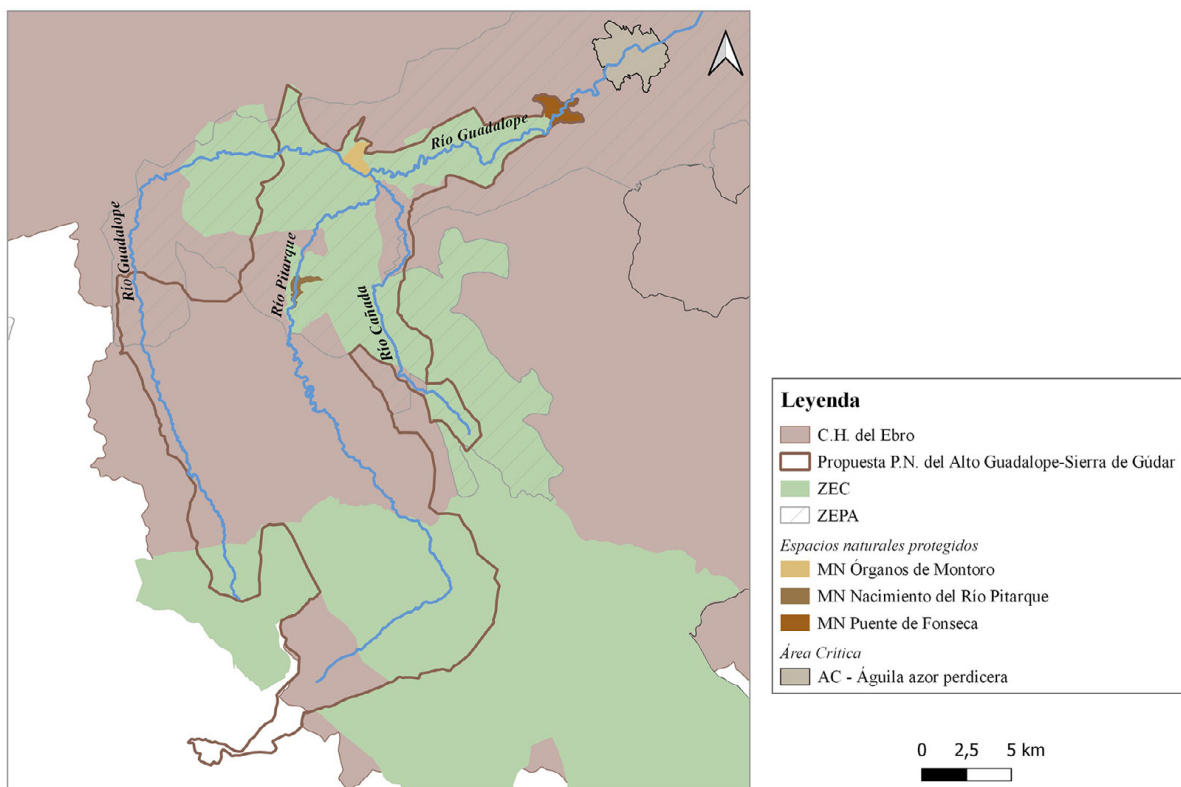 Río Guadalope
Río Guadalope
Río Pitarque
Río Cañada
Leyenda
C.H. del Ebro
Propuesta P.N. del Alto Guadalope-Sierra de Gúdar
ZEC
ZEPA
Espacios naturales protegidos
MN Órganos de Montoro
MN Nacimiento del Río Pitarque
MN Puente de Fonseca
Área Crítica
AC - Águila azor perdicera
0 2,5 5 km